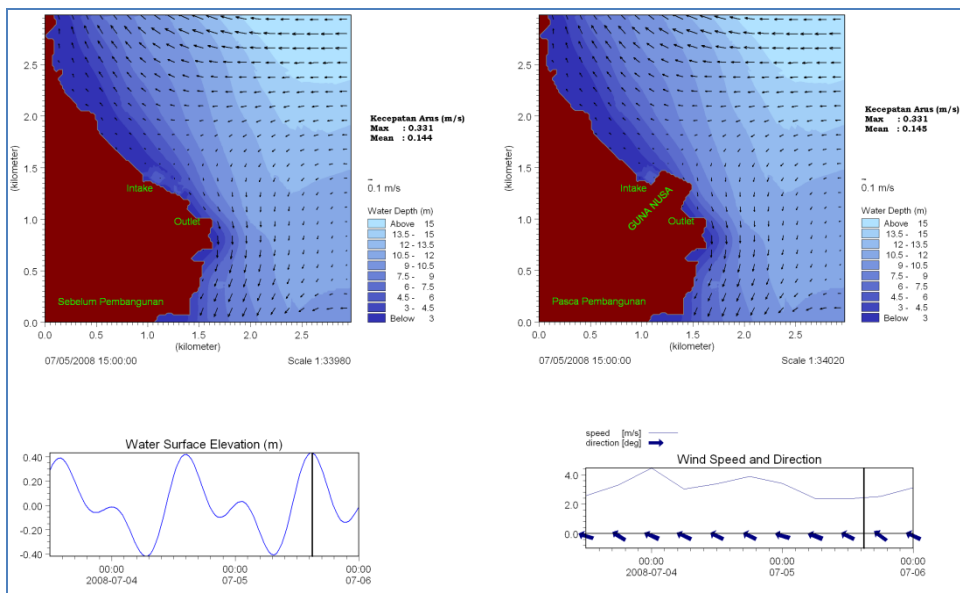 2.5
2.0
1.5
1.0
0.5
0.0
(kilometer)
0.0 0.5 1.0 1.5 2.0 2.5
(kilometer)
Intake
Outlet
Sebelum Pembangunan
07/05/2008 15:00:00 Scale 1:33980
Kecepatan Arus (m/s)
Max : 0.331
Mean : 0.144
0.1 m/s
Water Depth (m)
Above 15
13.5 - 15
12 - 13.5
10.5 - 12
9 - 10.5
7.5 - 9
6 - 7.5
4.5 - 6
3 - 4.5
Below 3
2.5
2.0
1.5
1.0
0.5
0.0
(kilometer)
0.0 0.5 1.0 1.5 2.0 2.5
(kilometer)
Intake
GUNA NUSA
Outlet
Pasca Pembangunan
07/05/2008 15:00:00 Scale 1:34020
Kecepatan Arus (m/s)
Max : 0.331
Mean : 0.145
0.1 m/s
Water Depth (m)
Above 15
13.5 - 15
12 - 13.5
10.5 - 12
9 - 10.5
7.5 - 9
6 - 7.5
4.5 - 6
3 - 4.5
Below 3
Water Surface Elevation (m)
0.40
0.20
0.00
-0.20
-0.40
00:00 00:00 00:00
2008-07-04 07-05 07-06
speed [m/s]
direction [deg]
Wind Speed and Direction
4.0
2.0
0.0
00:00 00:00 00:00
2008-07-04 07-05 07-06